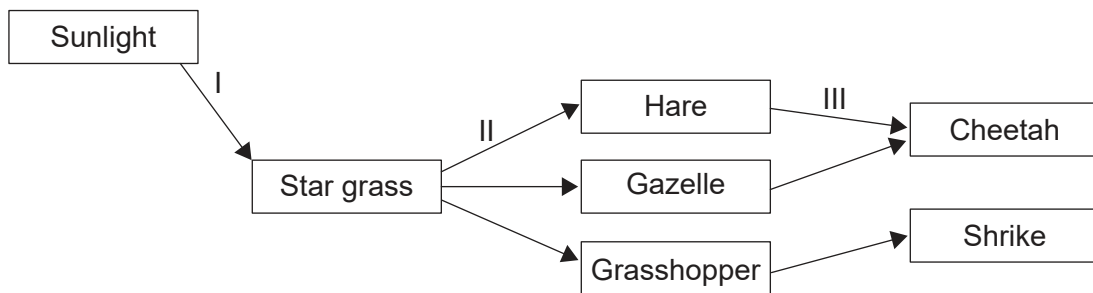 Sunlight
I
II
III
Hare
Cheetah
Star grass
Gazelle
Shrike
Grasshopper